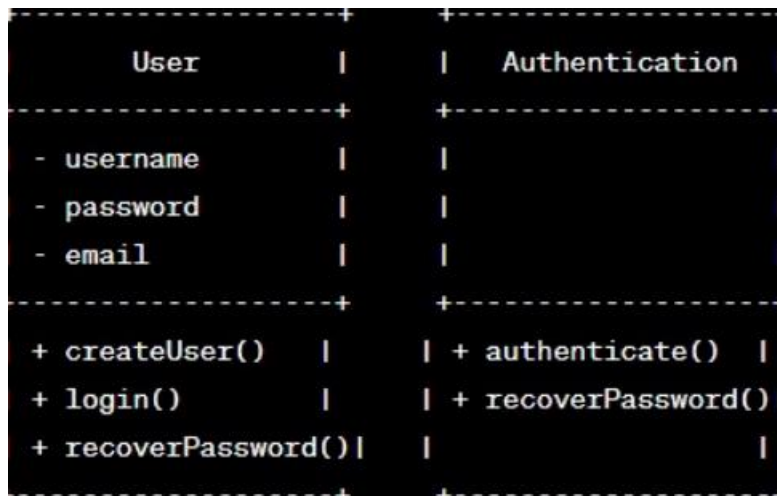 +---------------------+ +---------------------
User | | Authentication
----------------------+ +---------------------
- username | |
- password | |
- email | |
----------------------+ +---------------------
+ createUser() | | + authenticate() |
+ login() | | + recoverPassword()
+ recoverPassword()| | |
----------------------+ +---------------------